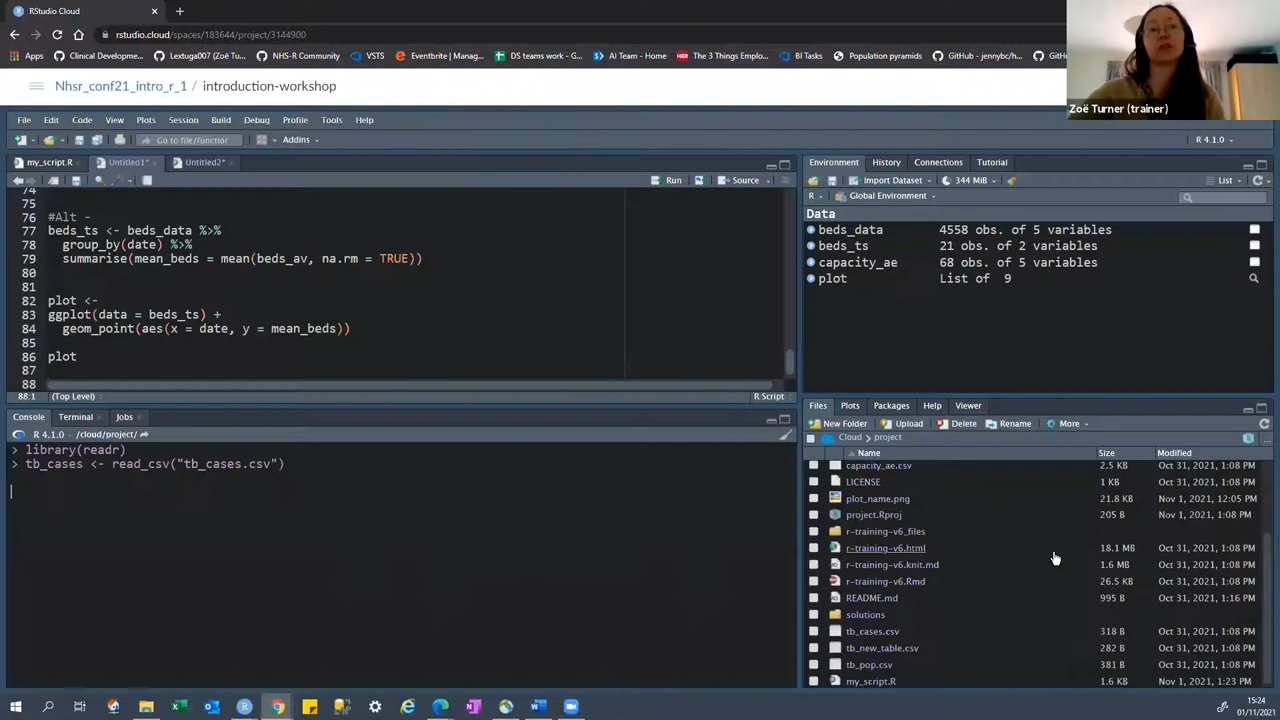 RStudio Cloud
rstudio.cloud/spaces/183644/project/3144900
Apps Clinical Developme... Lextuga007 (Zoë Tur... NHS-R Community VSTS Eventbrite | Manag... DS teams work - G... AI Team - Home The 3 Things Emplo... BI Tasks Population pyramids GitHub - jennybc/h...
Zoë Turner (trainer)
Nhsr_conf21_intro_r_1 / introduction-workshop
File Edit Code View Plots Session Build Debug Profile Tools Help
Go to file/function Addins R 4.1.0
my_script.R Untitled1* Untitled2*
Run Source
74
75
76 #Alt -
77 beds_ts <- beds_data %>%
78 group_by(date) %>%
79 summarise(mean_beds = mean(beds_av, na.rm = TRUE))
80
81
82 plot <-
83 ggplot(data = beds_ts) +
84 geom_point(aes(x = date, y = mean_beds))
85
86 plot
87
88
88:1 (Top Level) R Script
Console Terminal Jobs
R 4.1.0 · /cloud/project/
> library(readr)
> tb_cases <- read_csv("tb_cases.csv")
Environment History Connections Tutorial
Import Dataset 344 MiB List
R Global Environment
Data
beds_data 4558 obs. of 5 variables
beds_ts 21 obs. of 2 variables
capacity_ae 68 obs. of 5 variables
plot List of 9
Files Plots Packages Help Viewer
New Folder Upload Delete Rename More
Cloud project
Name Size Modified
capacity_ae.csv 2.5 KB Oct 31, 2021, 1:08 PM
LICENSE 1 KB Oct 31, 2021, 1:08 PM
plot_name.png 21.8 KB Nov 1, 2021, 12:05 PM
project.Rproj 205 B Nov 1, 2021, 1:08 PM
r-training-v6_files
r-training-v6.html 18.1 MB Oct 31, 2021, 1:08 PM
r-training-v6.knit.md 1.6 MB Oct 31, 2021, 1:08 PM
r-training-v6.Rmd 26.5 KB Oct 31, 2021, 1:08 PM
README.md 995 B Oct 31, 2021, 1:16 PM
solutions
tb_cases.csv 318 B Oct 31, 2021, 1:08 PM
tb_new_table.csv 282 B Oct 31, 2021, 1:08 PM
tb_pop.csv 381 B Oct 31, 2021, 1:08 PM
my_script.R 1.6 KB Nov 1, 2021, 1:23 PM
15:24
01/11/2021